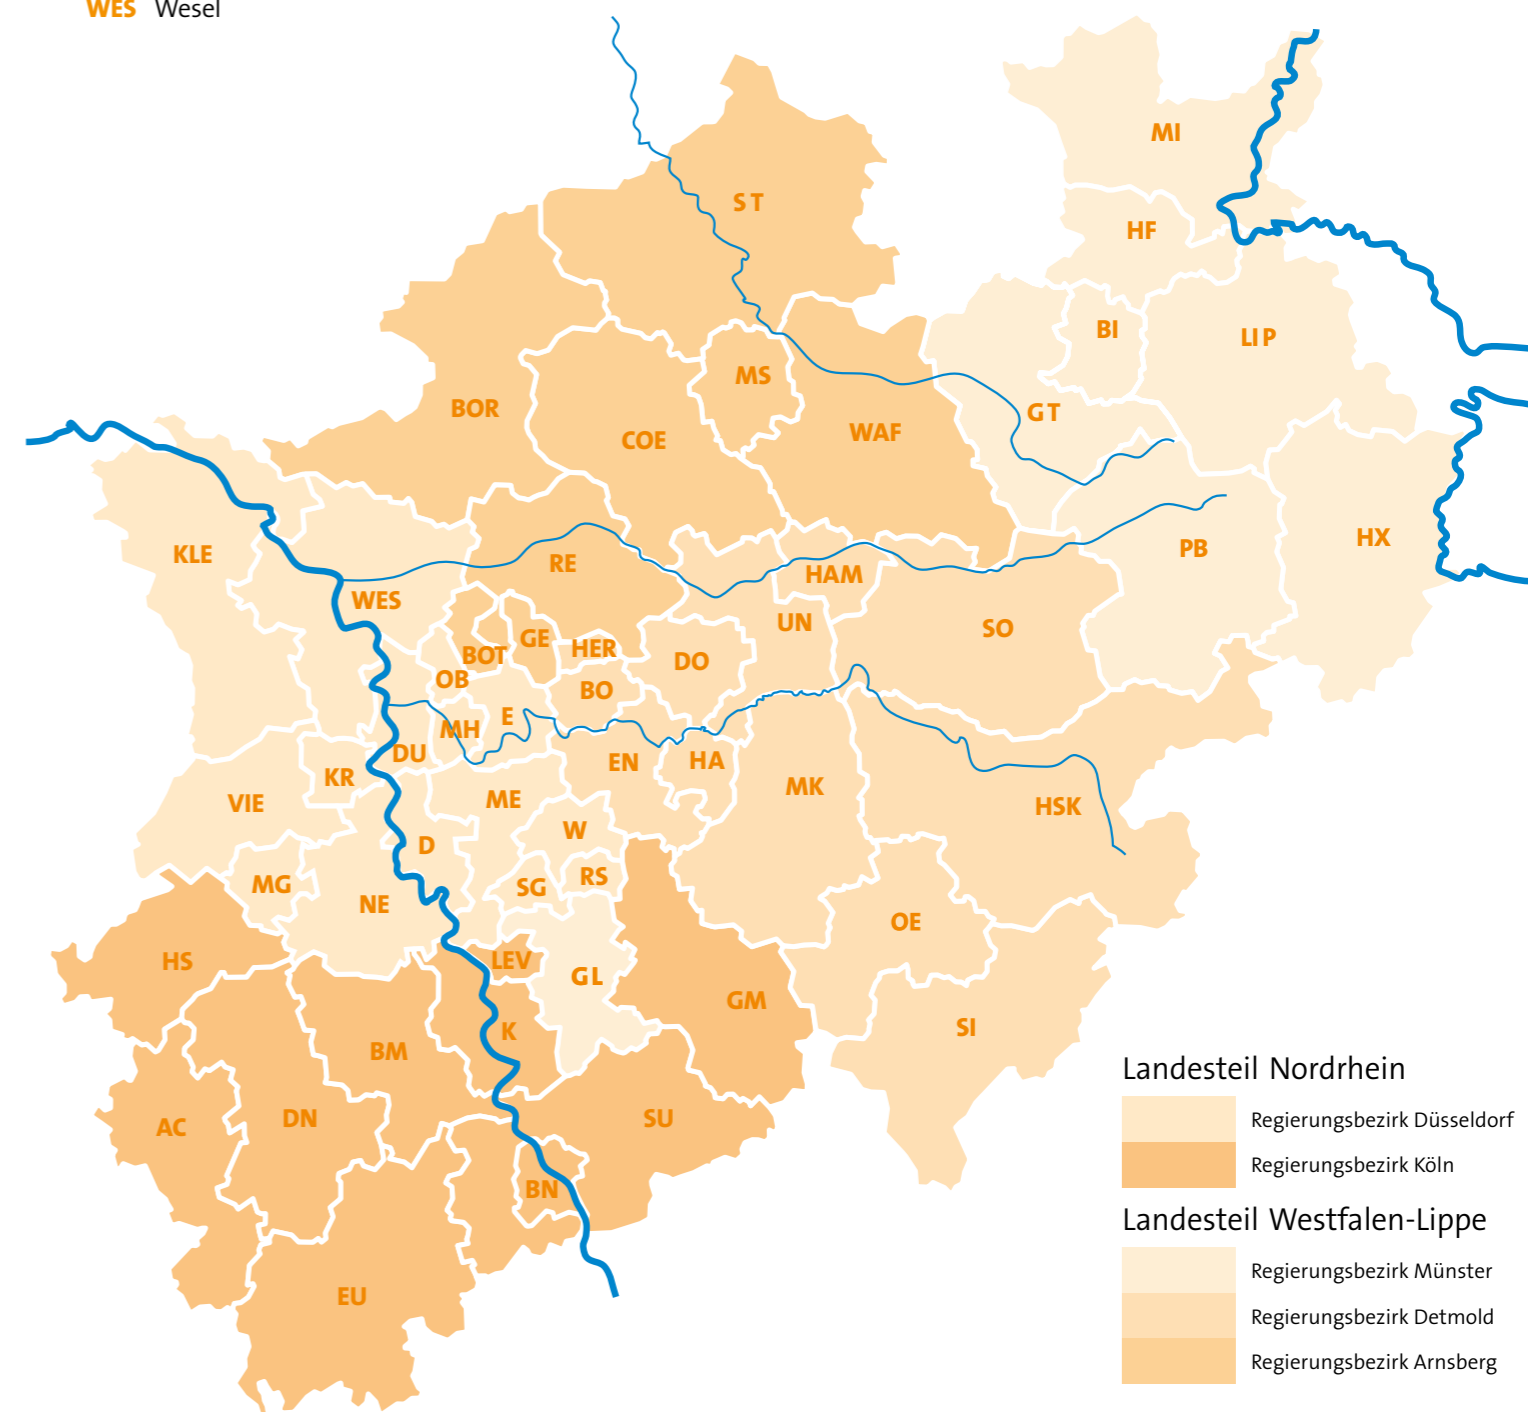 WES Wesel
MI
ST
HF
BI
LIP
MS
BOR
GT
COE
WAF
HX
PB
KLE
RE
HAM
WES
UN
SO
GE
HER
BOT
DO
OB
BO
E
MH
DU
EN
HA
KR
MK
ME
VIE
HSK
W
D
RS
MG
SG
NE
OE
LEV
HS
GL
GM
SI
K
BM
Landesteil Nordrhein
Regierungsbezirk Düsseldorf
Regierungsbezirk Köln
DN
SU
AC
BN
Landesteil Westfalen-Lippe
Regierungsbezirk Münster
Regierungsbezirk Detmold
Regierungsbezirk Arnsberg
EU